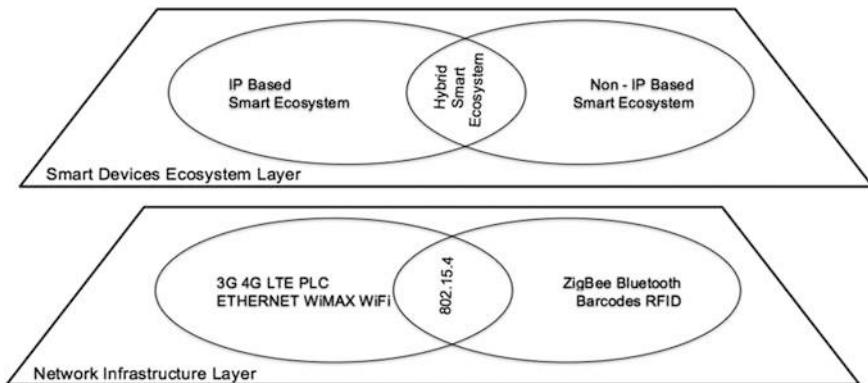 IP Based
Smart Ecosystem
Hybrid
Smart
Ecosystem
Non - IP Based
Smart Ecosystem
Smart Devices Ecosystem Layer
3G 4G LTE PLC
ETHERNET WiMAX WiFi
802.15.4
ZigBee Bluetooth
Barcodes RFID
Network Infrastructure Layer